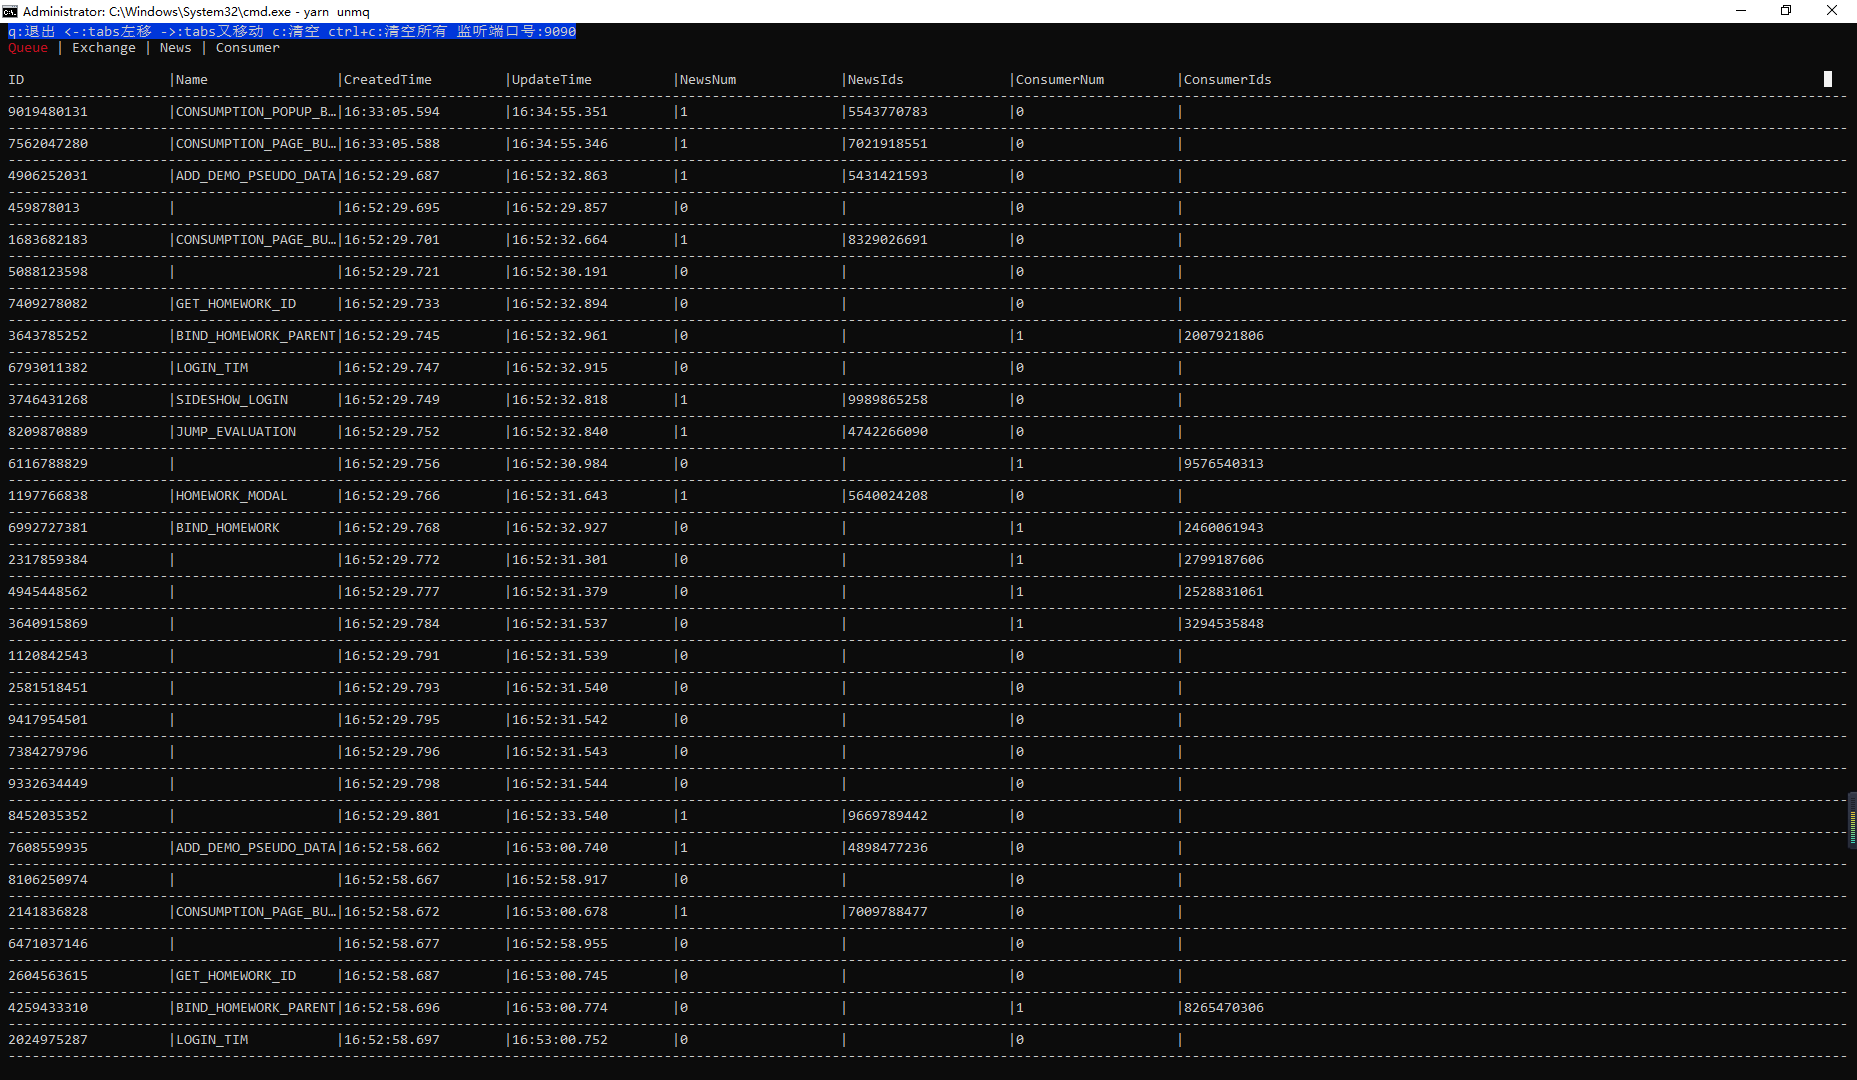 Administrator: C:\Windows\System32\cmd.exe - yarn  unmq
q:退出 <-:tabs左移 ->:tabs又移动 c:清空 ctrl+c:清空所有 监听端口号:9090
Queue | Exchange | News | Consumer
ID |Name |CreatedTime |UpdateTime |NewsNum |NewsIds |ConsumerNum |ConsumerIds
9019480131 |CONSUMPTION_POPUP_B…|16:33:05.594 |16:34:55.351 |1 |5543770783 |0 |
7562047280 |CONSUMPTION_PAGE_BU…|16:33:05.588 |16:34:55.346 |1 |7021918551 |0 |
4906252031 |ADD_DEMO_PSEUDO_DATA|16:52:29.687 |16:52:32.863 |1 |5431421593 |0 |
459878013 | |16:52:29.695 |16:52:29.857 |0 | |0 |
1683682183 |CONSUMPTION_PAGE_BU…|16:52:29.701 |16:52:32.664 |1 |8329026691 |0 |
5088123598 | |16:52:29.721 |16:52:30.191 |0 | |0 |
7409278082 |GET_HOMEWORK_ID |16:52:29.733 |16:52:32.894 |0 | |0 |
3643785252 |BIND_HOMEWORK_PARENT|16:52:29.745 |16:52:32.961 |0 | |1 |2007921806
6793011382 |LOGIN_TIM |16:52:29.747 |16:52:32.915 |0 | |0 |
3746431268 |SIDESHOW_LOGIN |16:52:29.749 |16:52:32.818 |1 |9989865258 |0 |
8209870889 |JUMP_EVALUATION |16:52:29.752 |16:52:32.840 |1 |4742266090 |0 |
6116788829 | |16:52:29.756 |16:52:30.984 |0 | |1 |9576540313
1197766838 |HOMEWORK_MODAL |16:52:29.766 |16:52:31.643 |1 |5640024208 |0 |
6992727381 |BIND_HOMEWORK |16:52:29.768 |16:52:32.927 |0 | |1 |2460061943
2317859384 | |16:52:29.772 |16:52:31.301 |0 | |1 |2799187606
4945448562 | |16:52:29.777 |16:52:31.379 |0 | |1 |2528831061
3640915869 | |16:52:29.784 |16:52:31.537 |0 | |1 |3294535848
1120842543 | |16:52:29.791 |16:52:31.539 |0 | |0 |
2581518451 | |16:52:29.793 |16:52:31.540 |0 | |0 |
9417954501 | |16:52:29.795 |16:52:31.542 |0 | |0 |
7384279796 | |16:52:29.796 |16:52:31.543 |0 | |0 |
9332634449 | |16:52:29.798 |16:52:31.544 |0 | |0 |
8452035352 | |16:52:29.801 |16:52:33.540 |1 |9669789442 |0 |
7608559935 |ADD_DEMO_PSEUDO_DATA|16:52:58.662 |16:53:00.740 |1 |4898477236 |0 |
8106250974 | |16:52:58.667 |16:52:58.917 |0 | |0 |
2141836828 |CONSUMPTION_PAGE_BU…|16:52:58.672 |16:53:00.678 |1 |7009788477 |0 |
6471037146 | |16:52:58.677 |16:52:58.955 |0 | |0 |
2604563615 |GET_HOMEWORK_ID |16:52:58.687 |16:53:00.745 |0 | |0 |
4259433310 |BIND_HOMEWORK_PARENT|16:52:58.696 |16:53:00.774 |0 | |1 |8265470306
2024975287 |LOGIN_TIM |16:52:58.697 |16:53:00.752 |0 | |0 |